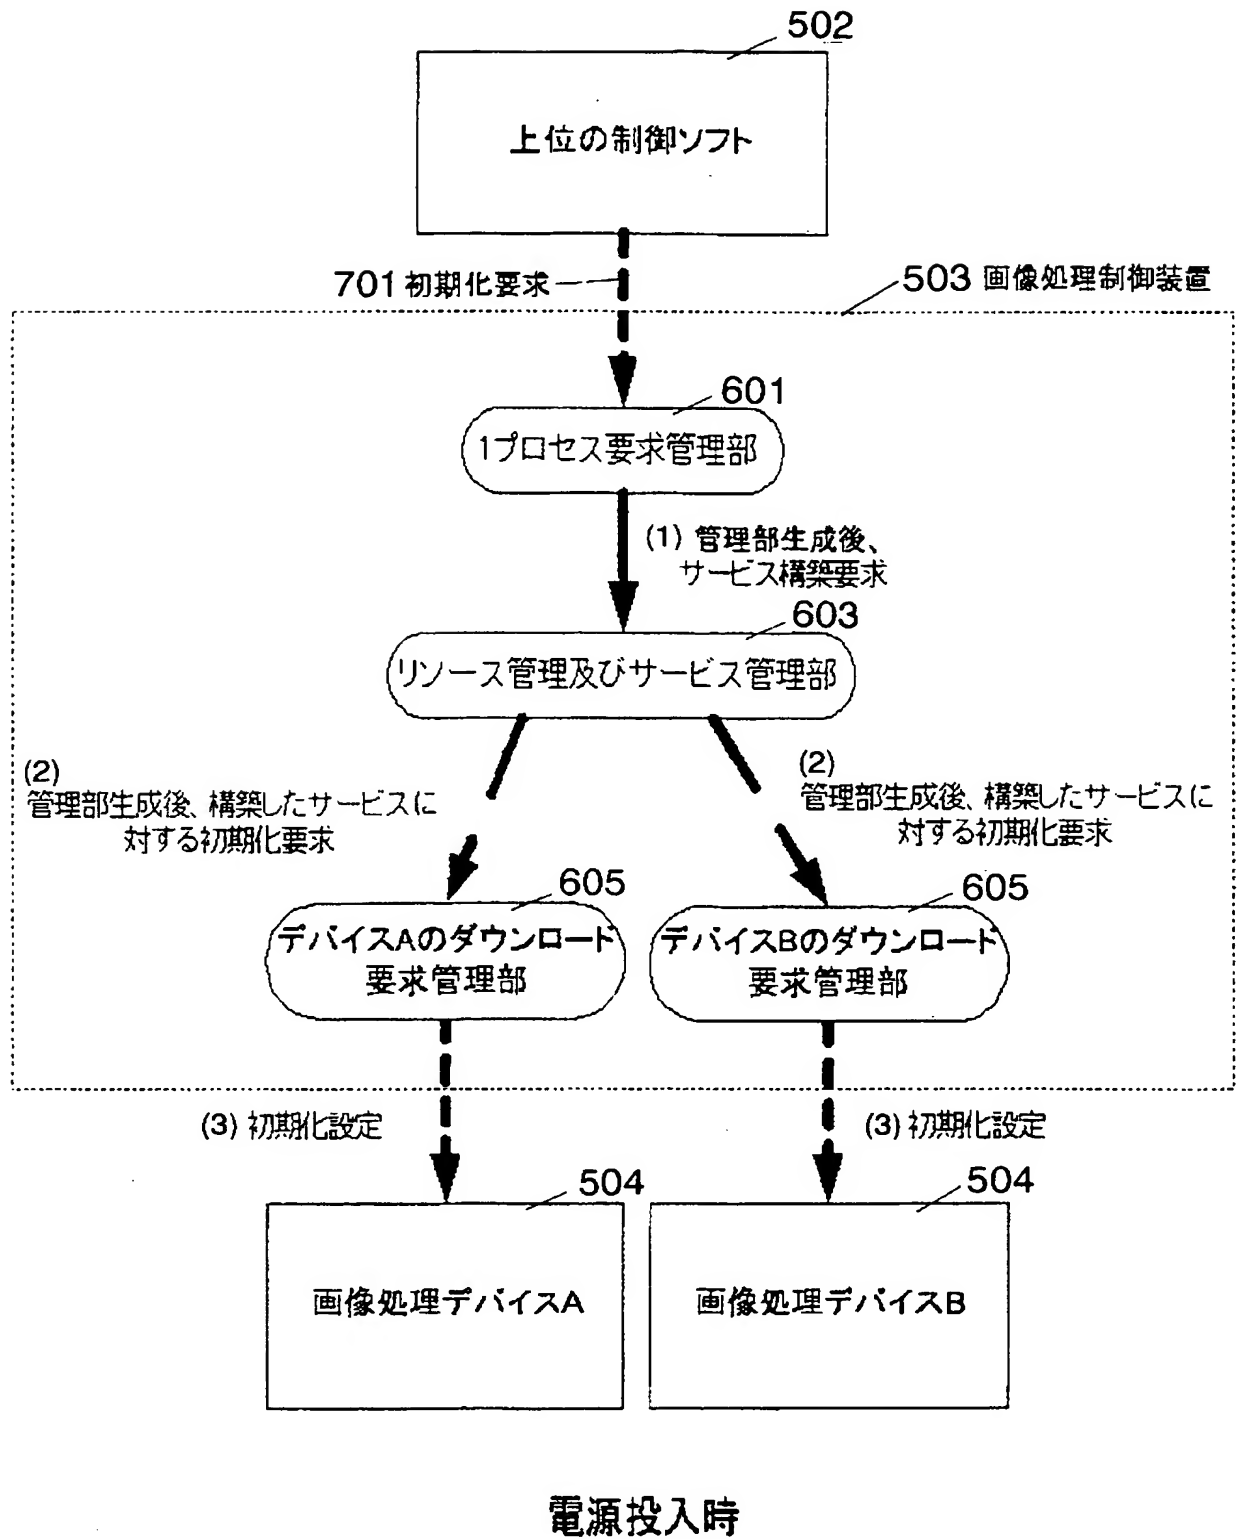 502
上位の制御ソフト
701 初期化要求
503 画像処理制御装置
601
1プロセス要求管理部
(1) 管理部生成後、
サービス構築要求
603
リソース管理及びサービス管理部
(2)
管理部生成後、構築したサービスに
対する初期化要求
(2)
管理部生成後、構築したサービスに
対する初期化要求
605
デバイスAのダウンロード
要求管理部
605
デバイスBのダウンロード
要求管理部
(3) 初期化設定
(3) 初期化設定
504
画像処理デバイスA
504
画像処理デバイスB
電源投入時